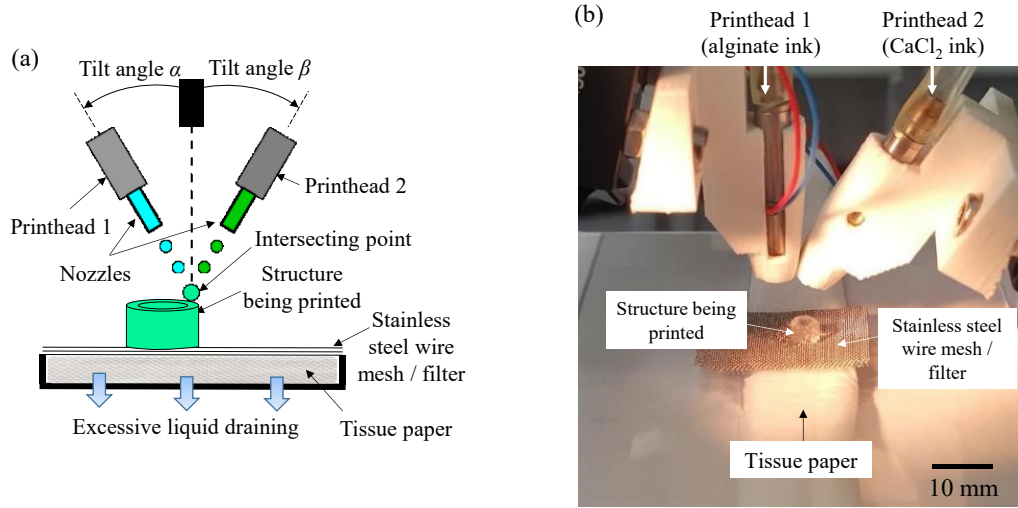 (a)
Tilt angle α
Tilt angle β
Printhead 1
Printhead 2
Nozzles
Intersecting point
Structure
being printed
Stainless
steel wire
mesh / filter
Excessive liquid draining
Tissue paper
(b)
Printhead 1
(alginate ink)
Printhead 2
(CaCl₂ ink)
Structure being
printed
Stainless steel
wire mesh /
filter
Tissue paper
10 mm